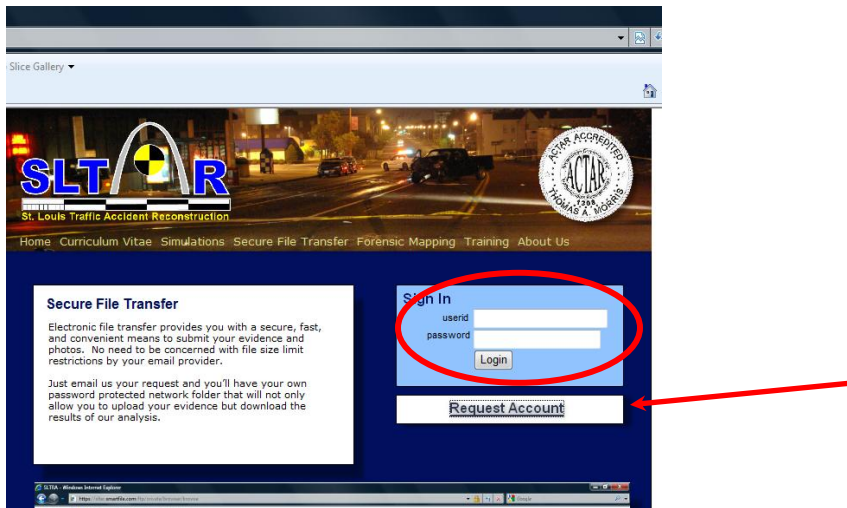 Slice Gallery
SLTAR
St. Louis Traffic Accident Reconstruction
ACTAR ACCREDITED
ACTAR
1298
THOMAS A. MORRIS
Home Curriculum Vitae Simulations Secure File Transfer Forensic Mapping Training About Us
Secure File Transfer
Electronic file transfer provides you with a secure, fast,
and convenient means to submit your evidence and
photos. No need to be concerned with file size limit
restrictions by your email provider.
Just email us your request and you'll have your own
password protected network folder that will not only
allow you to upload your evidence but download the
results of our analysis.
Sign In
userid
password
Login
Request Account
SLTAR - Windows Internet Explorer
Google